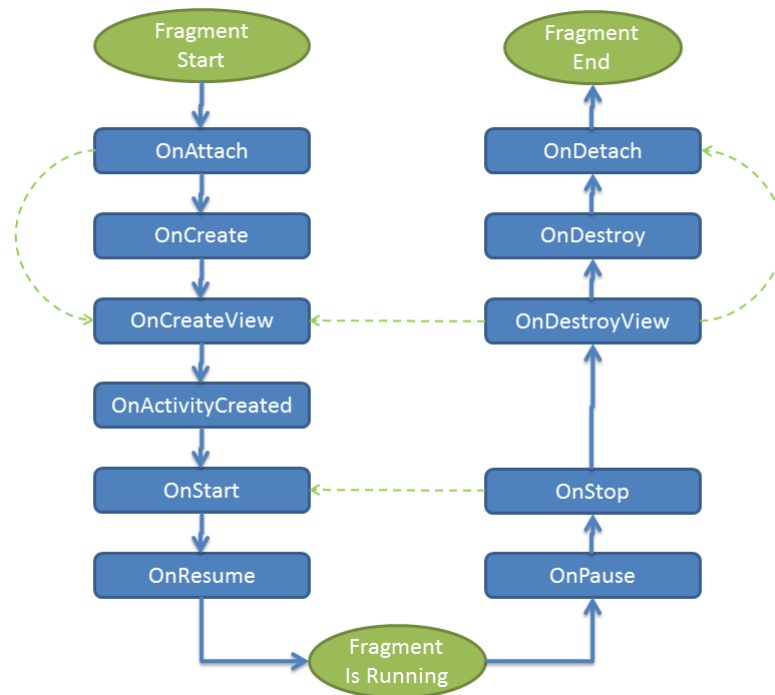 Fragment
Start
OnAttach
OnCreate
OnCreateView
OnActivityCreated
OnStart
OnResume
Fragment
Is Running
OnPause
OnStop
OnDestroyView
OnDestroy
OnDetach
Fragment
End